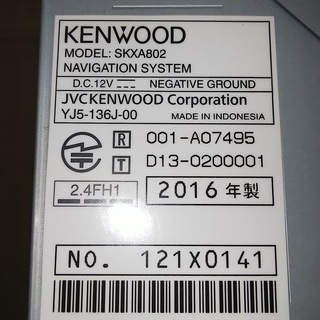 KENWOOD
MODEL: SKXA802
NAVIGATION SYSTEM
D.C.12V NEGATIVE GROUND
JVCKENWOOD Corporation
YJ5-136J-00 MADE IN INDONESIA
R 001-A07495
T D13-0200001
2.4FH1 2016 年製
NO. 121X0141